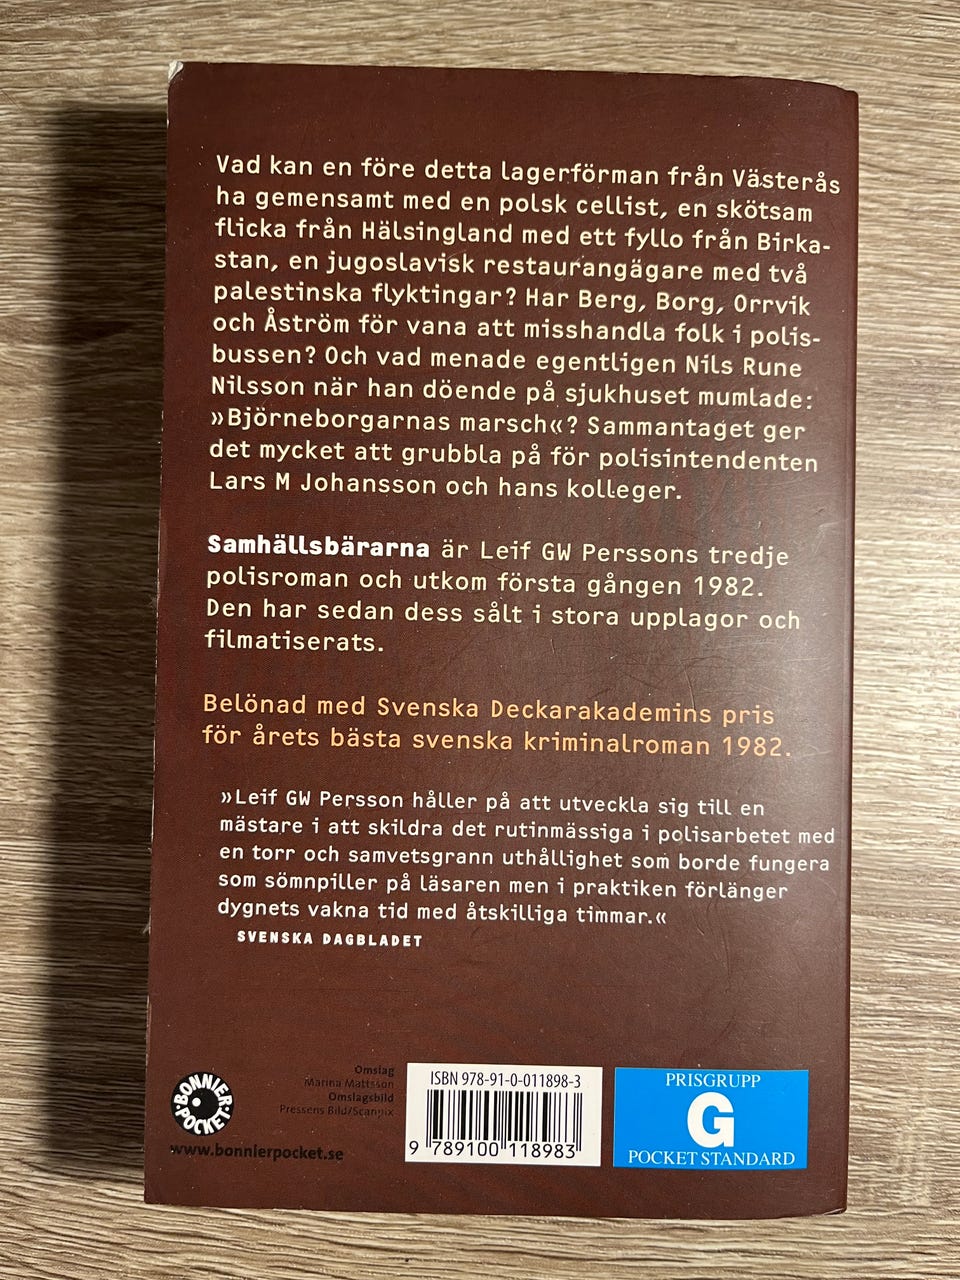 Vad kan en före detta lagerförman från Västerås
ha gemensamt med en polsk cellist, en skötsam
flicka från Hälsingland med ett fyllo från Birka-
stan, en jugoslavisk restaurangägare med två
palestinska flyktingar? Har Berg, Borg, Orrvik
och Åström för vana att misshandla folk i polis-
bussen? Och vad menade egentligen Nils Rune
Nilsson när han döende på sjukhuset mumlade:
»Björneborgarnas marsch«? Sammantaget ger
det mycket att grubbla på för polisintendenten
Lars M Johansson och hans kolleger.
Samhällsbärarna är Leif GW Perssons tredje
polisroman och utkom första gången 1982.
Den har sedan dess sålt i stora upplagor och
filmatiserats.
Belönad med Svenska Deckarakademins pris
för årets bästa svenska kriminalroman 1982.
»Leif GW Persson håller på att utveckla sig till en
mästare i att skildra det rutinmässiga i polisarbetet med
en torr och samvetsgrann uthållighet som borde fungera
som sömnpiller på läsaren men i praktiken förlänger
dygnets vakna tid med åtskilliga timmar.«
SVENSKA DAGBLADET
BONNIER
POCKET
www.bonnierpocket.se
Omslag
Marina Mattsson
Omslagsbild
Pressens Bild/Scanpix
ISBN 978-91-0-011898-3
9 789100 118983
PRISGRUPP
G
POCKET STANDARD